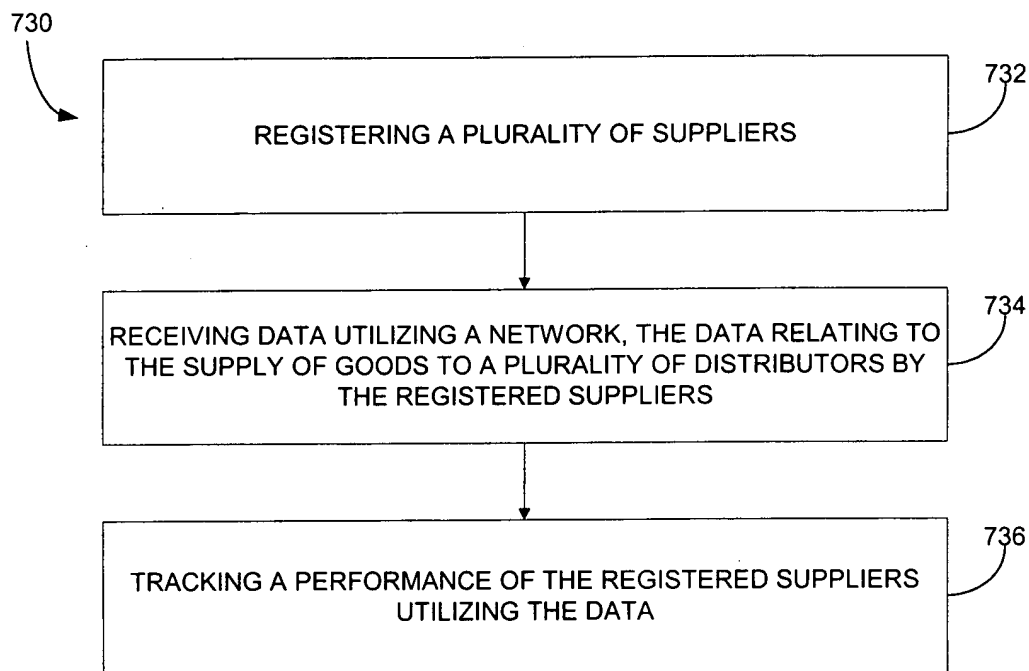 730
732
REGISTERING A PLURALITY OF SUPPLIERS
734
RECEIVING DATA UTILIZING A NETWORK, THE DATA RELATING TO
THE SUPPLY OF GOODS TO A PLURALITY OF DISTRIBUTORS BY
THE REGISTERED SUPPLIERS
736
TRACKING A PERFORMANCE OF THE REGISTERED SUPPLIERS
UTILIZING THE DATA